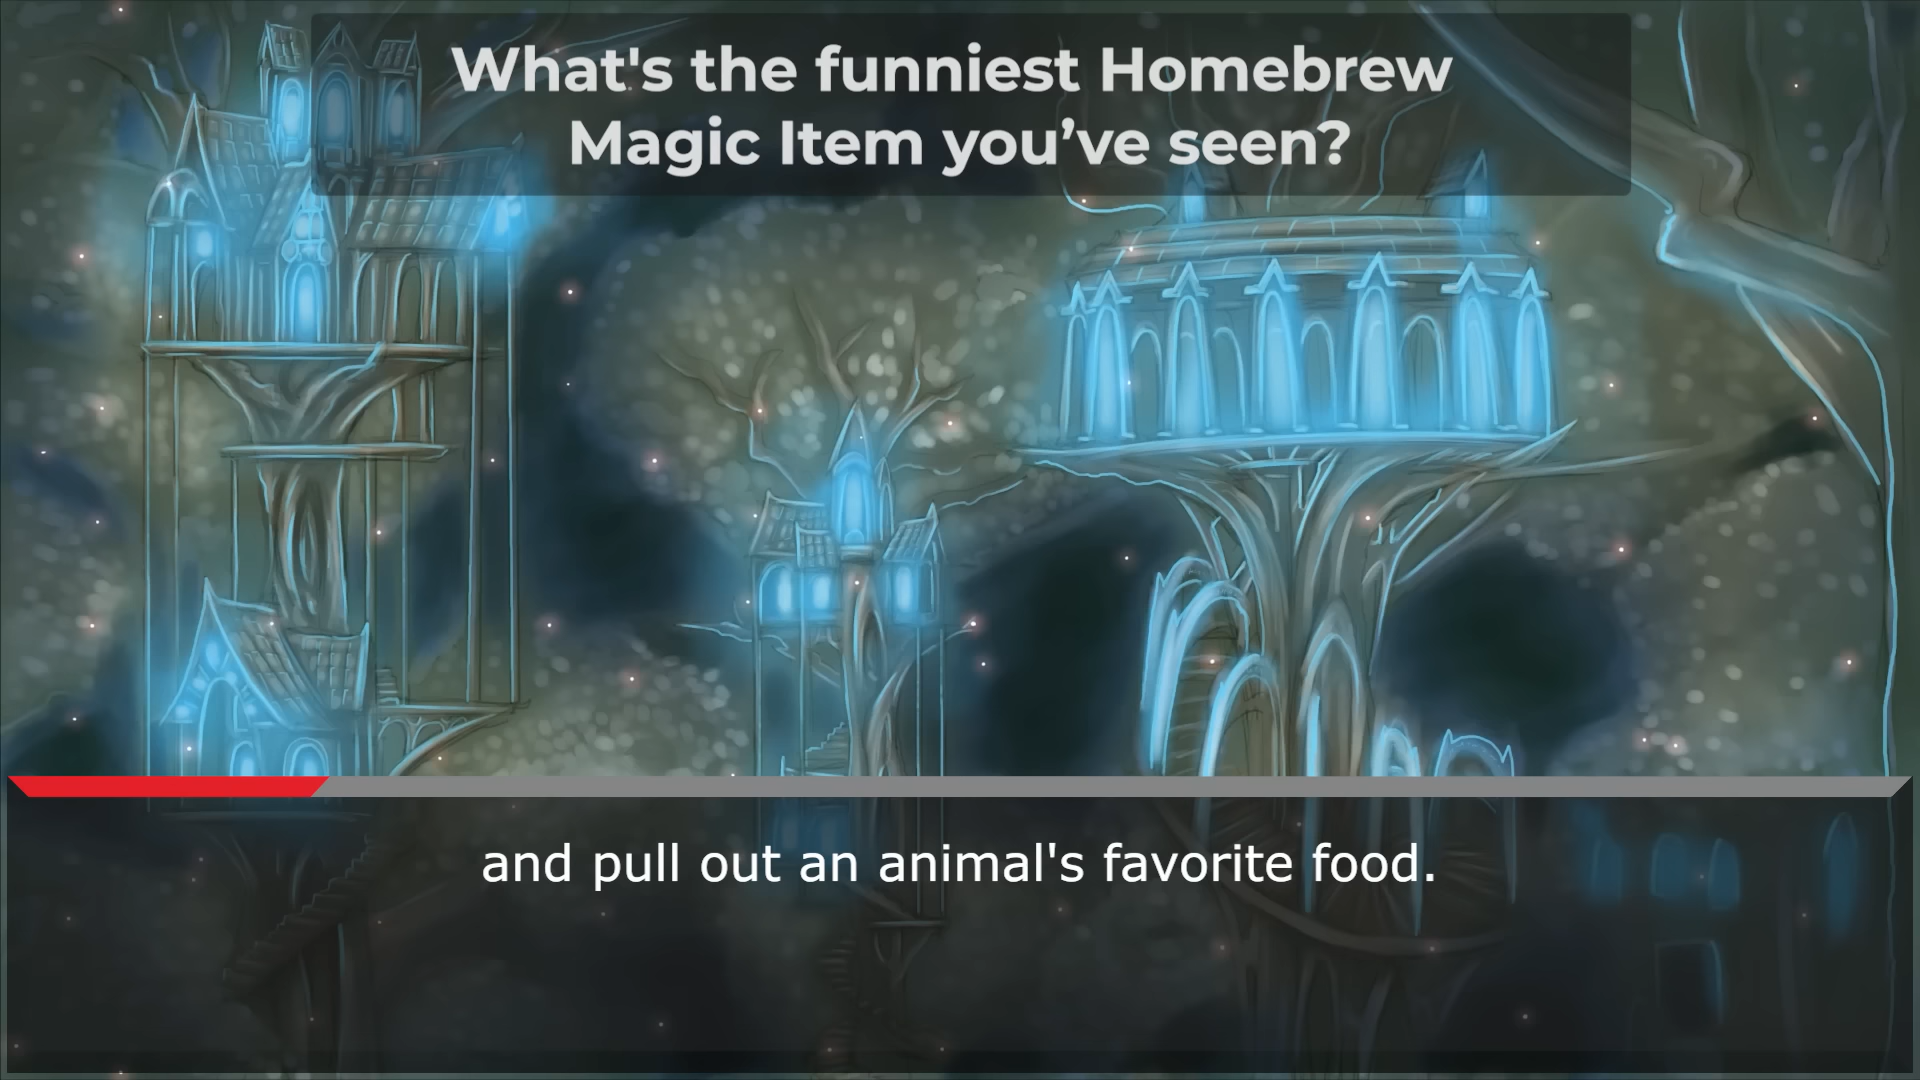 What's the funniest Homebrew
Magic Item you’ve seen?
and pull out an animal's favorite food.